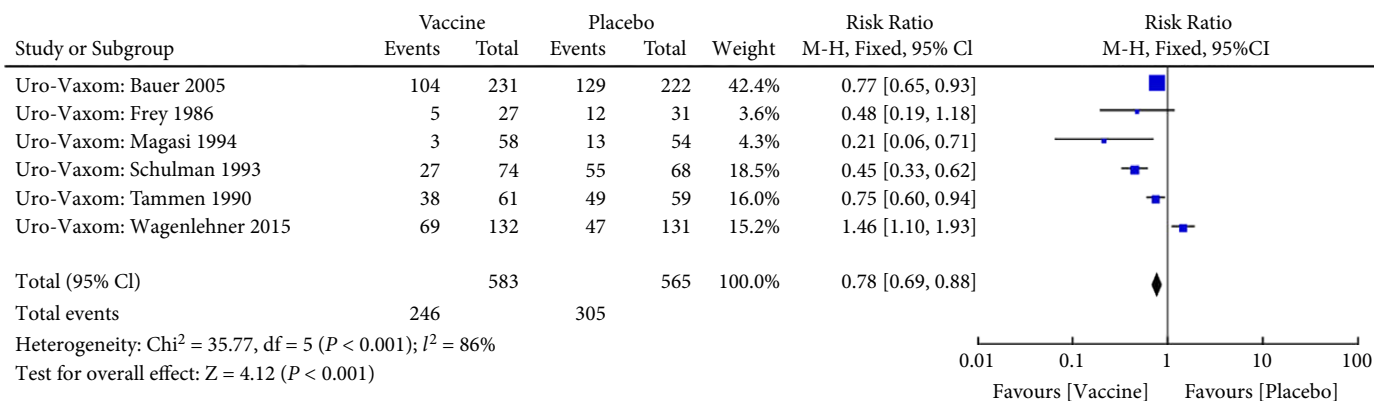 Vaccine Placebo Risk Ratio Risk Ratio
Study or Subgroup Events Total Events Total Weight M-H, Fixed, 95% Cl M-H, Fixed, 95%CI
Uro-Vaxom: Bauer 2005 104 231 129 222 42.4% 0.77 [0.65, 0.93]
Uro-Vaxom: Frey 1986 5 27 12 31 3.6% 0.48 [0.19, 1.18]
Uro-Vaxom: Magasi 1994 3 58 13 54 4.3% 0.21 [0.06, 0.71]
Uro-Vaxom: Schulman 1993 27 74 55 68 18.5% 0.45 [0.33, 0.62]
Uro-Vaxom: Tammen 1990 38 61 49 59 16.0% 0.75 [0.60, 0.94]
Uro-Vaxom: Wagenlehner 2015 69 132 47 131 15.2% 1.46 [1.10, 1.93]
Total (95% Cl) 583 565 100.0% 0.78 [0.69, 0.88]
Total events 246 305
Heterogeneity: Chi² = 35.77, df = 5 (P < 0.001); l² = 86%
Test for overall effect: Z = 4.12 (P < 0.001)
0.01 0.1 1 10 100
Favours [Vaccine] Favours [Placebo]